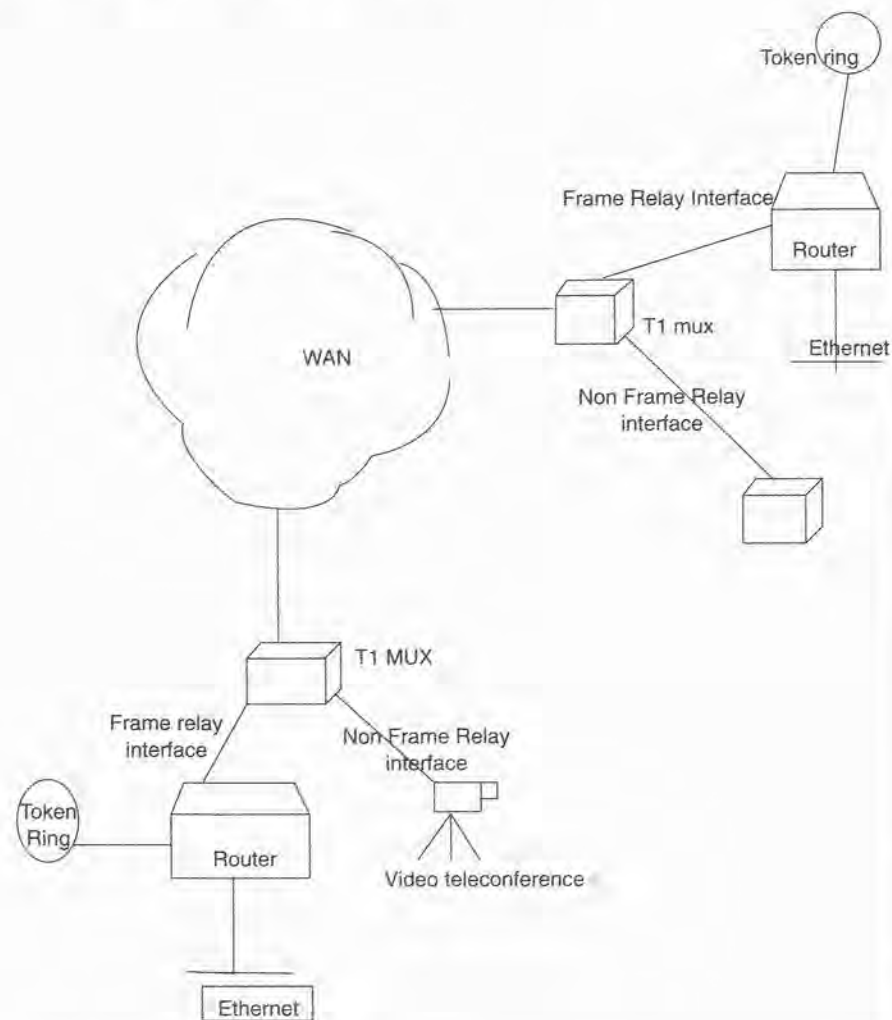 Token ring
Frame Relay Interface
Router
T1 mux
Ethernet
WAN
Non Frame Relay
interface
T1 MUX
Frame relay
interface
Non Frame Relay
interface
Token
Ring
Router
Video teleconference
Ethernet